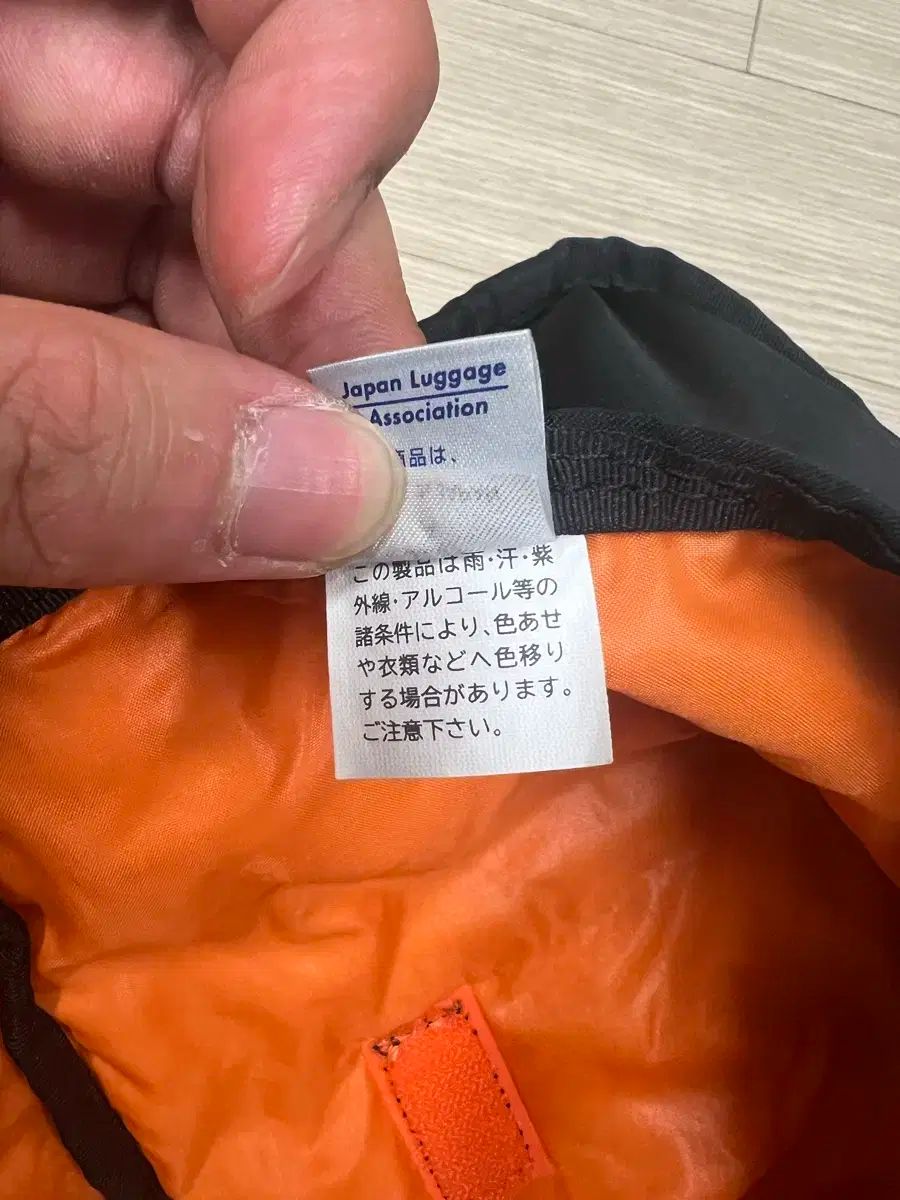 Japan Luggage
Association
商品は、
この製品は雨・汗・紫
外線・アルコール等の
諸条件により、色あせ
や衣類などへ色移り
する場合があります。
ご注意下さい。